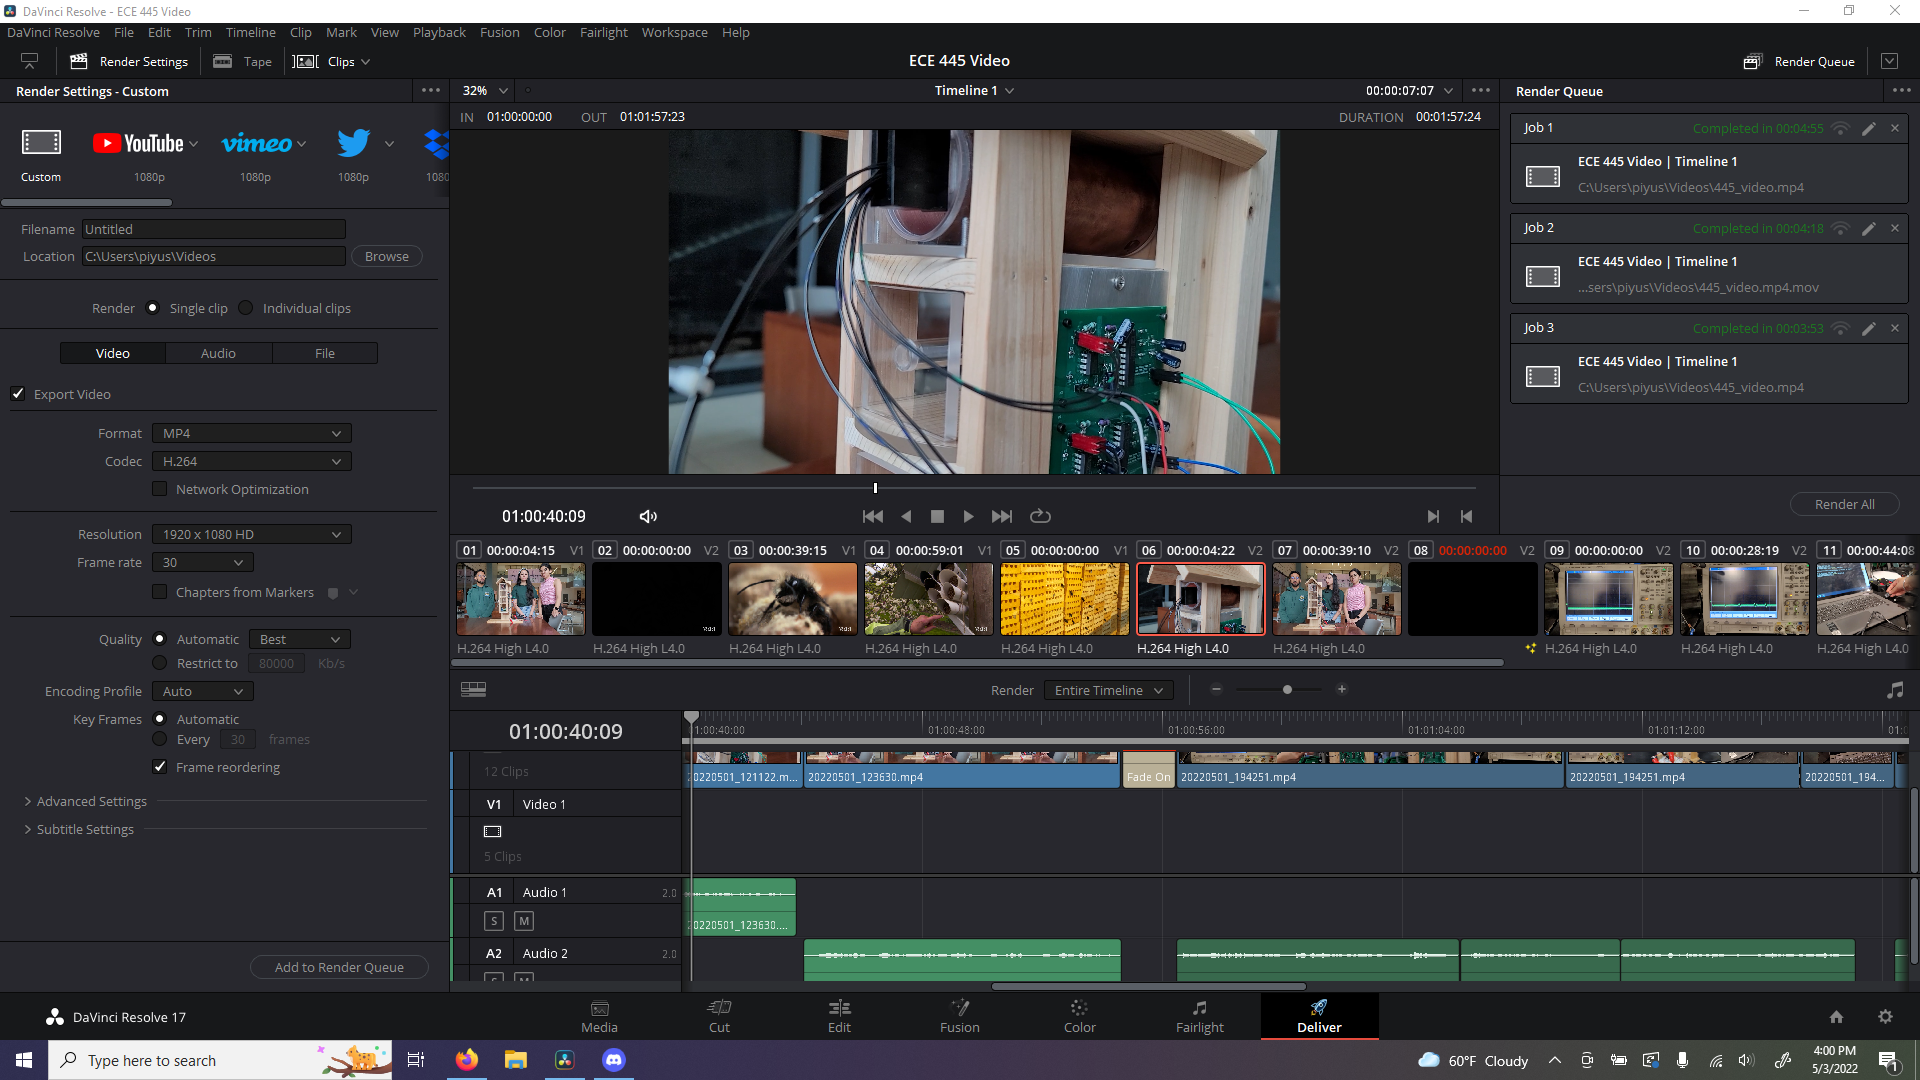 DaVinci Resolve - ECE 445 Video
DaVinci Resolve File Edit Trim Timeline Clip Mark View Playback Fusion Color Fairlight Workspace Help
Render Settings Tape Clips ECE 445 Video Render Queue
Render Settings - Custom 32% Timeline 1 00:00:07:07 Render Queue
IN 01:00:00:00 OUT 01:01:57:23 DURATION 00:01:57:24
YouTube vimeo
Custom 1080p 1080p 1080p 1080
Filename Untitled
Location C:\Users\piyus\Videos Browse
Render Single clip Individual clips
Video Audio File
Export Video
Format MP4
Codec H.264
Network Optimization
Resolution 1920 x 1080 HD
Frame rate 30
Chapters from Markers
Quality Automatic Best
Restrict to 80000 Kb/s
Encoding Profile Auto
Key Frames Automatic
Every 30 frames
Frame reordering
Advanced Settings
Subtitle Settings
Add to Render Queue
Job 1 Completed in 00:04:55
ECE 445 Video | Timeline 1
C:\Users\piyus\Videos\445_video.mp4
Job 2 Completed in 00:04:18
ECE 445 Video | Timeline 1
...sers\piyus\Videos\445_video.mp4.mov
Job 3 Completed in 00:03:53
ECE 445 Video | Timeline 1
C:\Users\piyus\Videos\445_video.mp4
Render All
01:00:40:09
01 00:00:04:15 V1 02 00:00:00:00 V2 03 00:00:39:15 V1 04 00:00:59:01 V1 05 00:00:00:00 V1 06 00:00:04:22 V2 07 00:00:39:10 V2 08 00:00:00:00 V2 09 00:00:00:00 V2 10 00:00:28:19 V2 11 00:00:44:08
H.264 High L4.0 H.264 High L4.0 H.264 High L4.0 H.264 High L4.0 H.264 High L4.0 H.264 High L4.0 H.264 High L4.0 H.264 High L4.0 H.264 High L4.0 H.264 High L4.0
Render Entire Timeline
01:00:40:09 01:00:40:00 01:00:48:00 01:00:56:00 01:01:04:00 01:01:12:00
12 Clips 20220501_121122.m... 20220501_123630.mp4 Fade On 20220501_194251.mp4 20220501_194251.mp4 20220501_194...
V1 Video 1
5 Clips
A1 Audio 1 2.0
S M 20220501_123630....
A2 Audio 2 2.0
S M
DaVinci Resolve 17 Media Cut Edit Fusion Color Fairlight Deliver
Type here to search 60°F Cloudy 4:00 PM
5/3/2022
1